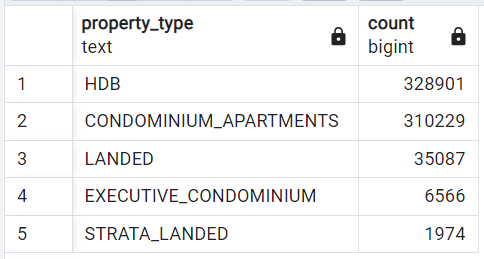 property_type count
text bigint
1 HDB 328901
2 CONDOMINIUM_APARTMENTS 310229
3 LANDED 35087
4 EXECUTIVE_CONDOMINIUM 6566
5 STRATA_LANDED 1974